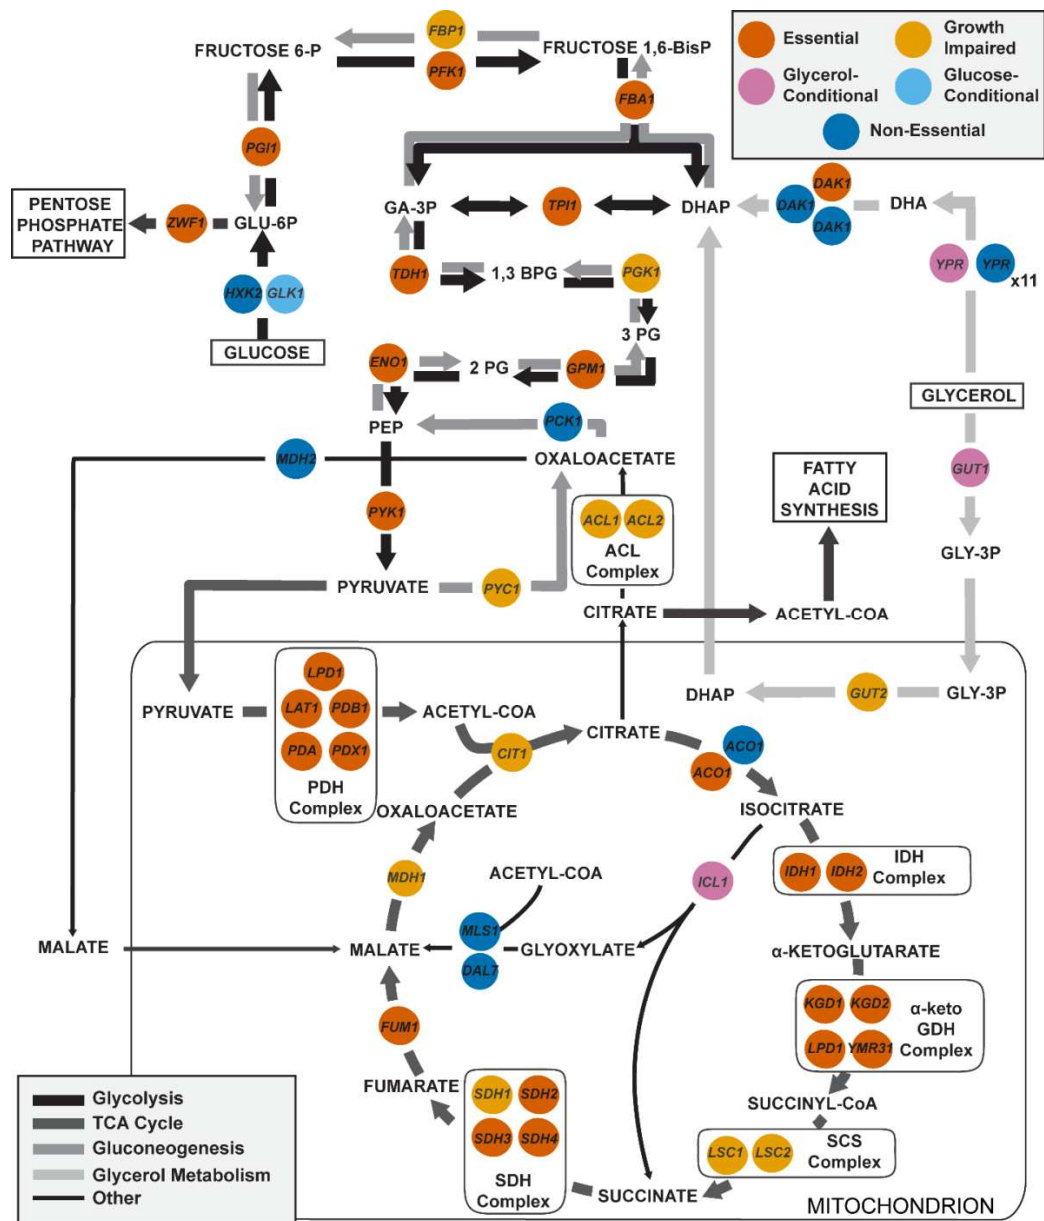 FRUCTOSE 6-P
FBP1
PFK1
FRUCTOSE 1,6-BisP
Essential
Growth
Impaired
Glycerol-
Conditional
Glucose-
Conditional
Non-Essential
FBA1
PGI1
PENTOSE
PHOSPHATE
PATHWAY
ZWF1
GLU-6P
GA-3P
TPI1
DHAP
DAK1
DAK1
DAK1
DHA
HXK2
GLK1
GLUCOSE
TDH1
1,3 BPG
PGK1
YPR
YPR
x11
3 PG
ENO1
2 PG
GPM1
GLYCEROL
PEP
PCK1
MDH2
OXALOACETATE
GUT1
FATTY
ACID
SYNTHESIS
PYK1
ACL1
ACL2
ACL
Complex
GLY-3P
PYRUVATE
PYC1
CITRATE
ACETYL-COA
LPD1
LAT1
PDB1
PDA
PDX1
PDH
Complex
PYRUVATE
ACETYL-COA
CIT1
CITRATE
DHAP
GUT2
GLY-3P
ACO1
ACO1
OXALOACETATE
ISOCITRATE
MDH1
ACETYL-COA
ICL1
IDH1
IDH2
IDH
Complex
MALATE
MALATE
MLS1
DAL7
GLYOXYLATE
α-KETOGLUTARATE
FUM1
KGD1
KGD2
LPD1
YMR31
α-keto
GDH
Complex
FUMARATE
SDH1
SDH2
SDH3
SDH4
SDH
Complex
SUCCINYL-CoA
LSC1
LSC2
SCS
Complex
SUCCINATE
MITOCHONDRION
Glycolysis
TCA Cycle
Gluconeogenesis
Glycerol Metabolism
Other